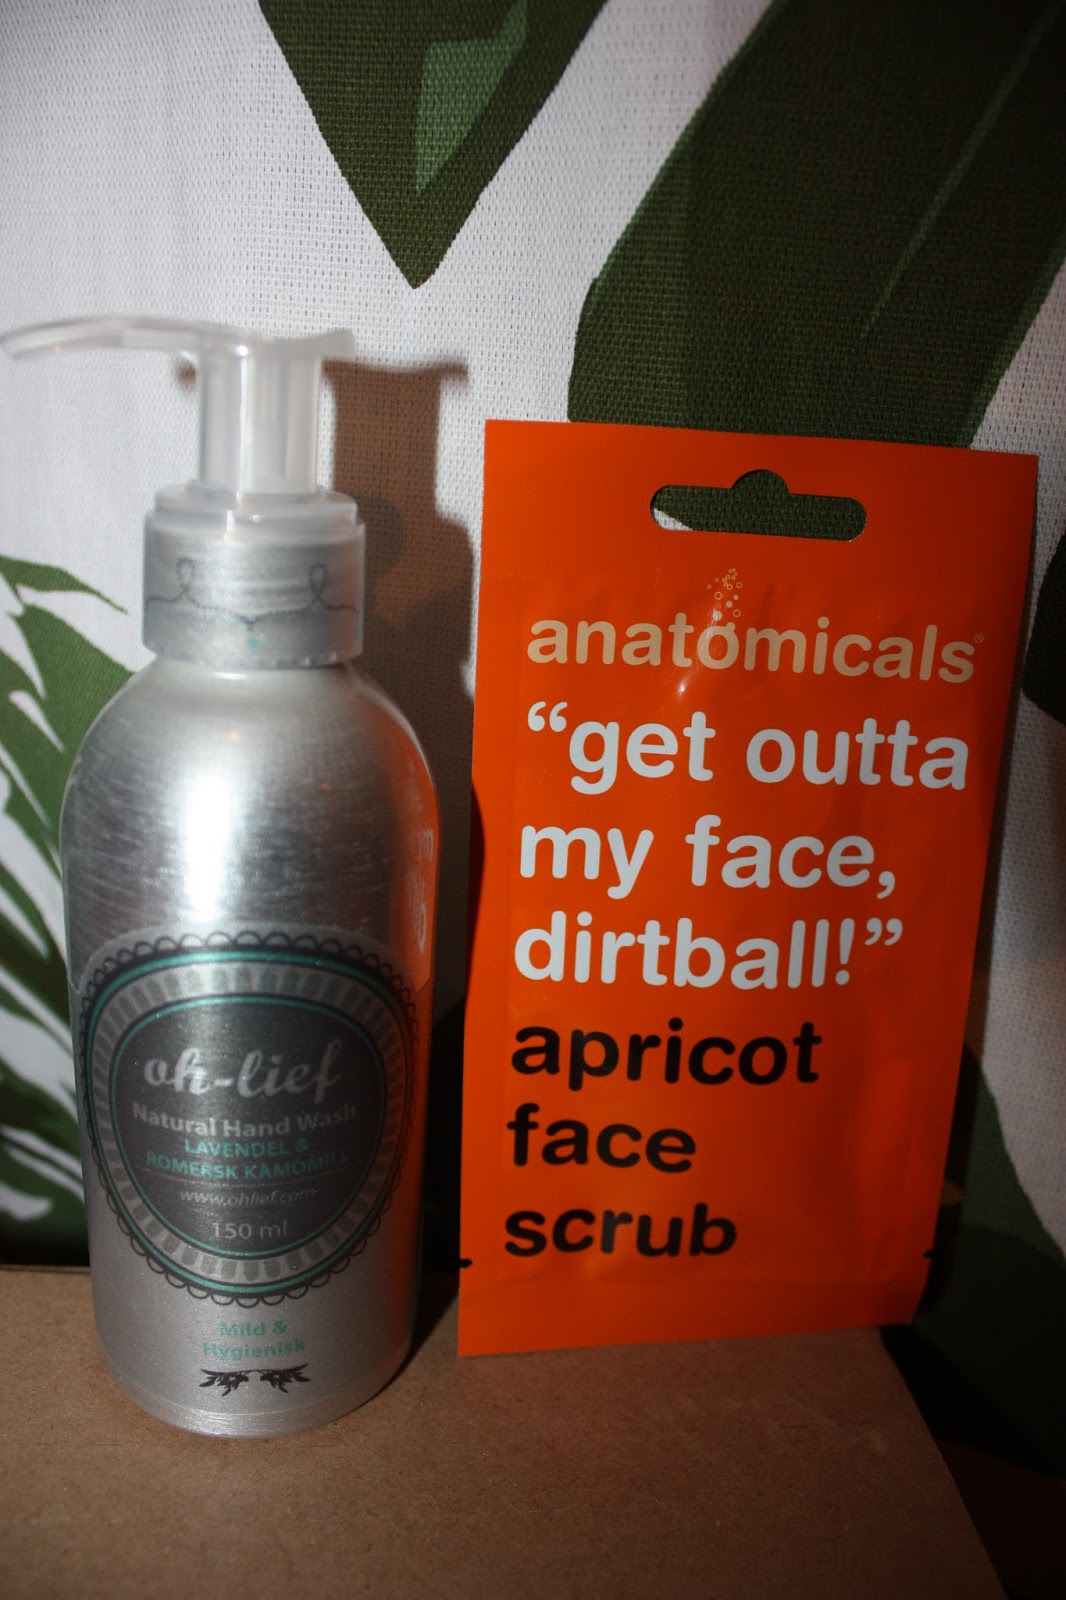 oh-lief
Natural Hand Wash
LAVENDEL &
ROMERSK KAMOMILL
www.ohlief.com
150 ml
Mild &
Hygienisk
anatomicals®
“get outta
my face,
dirtball!”
apricot
face
scrub